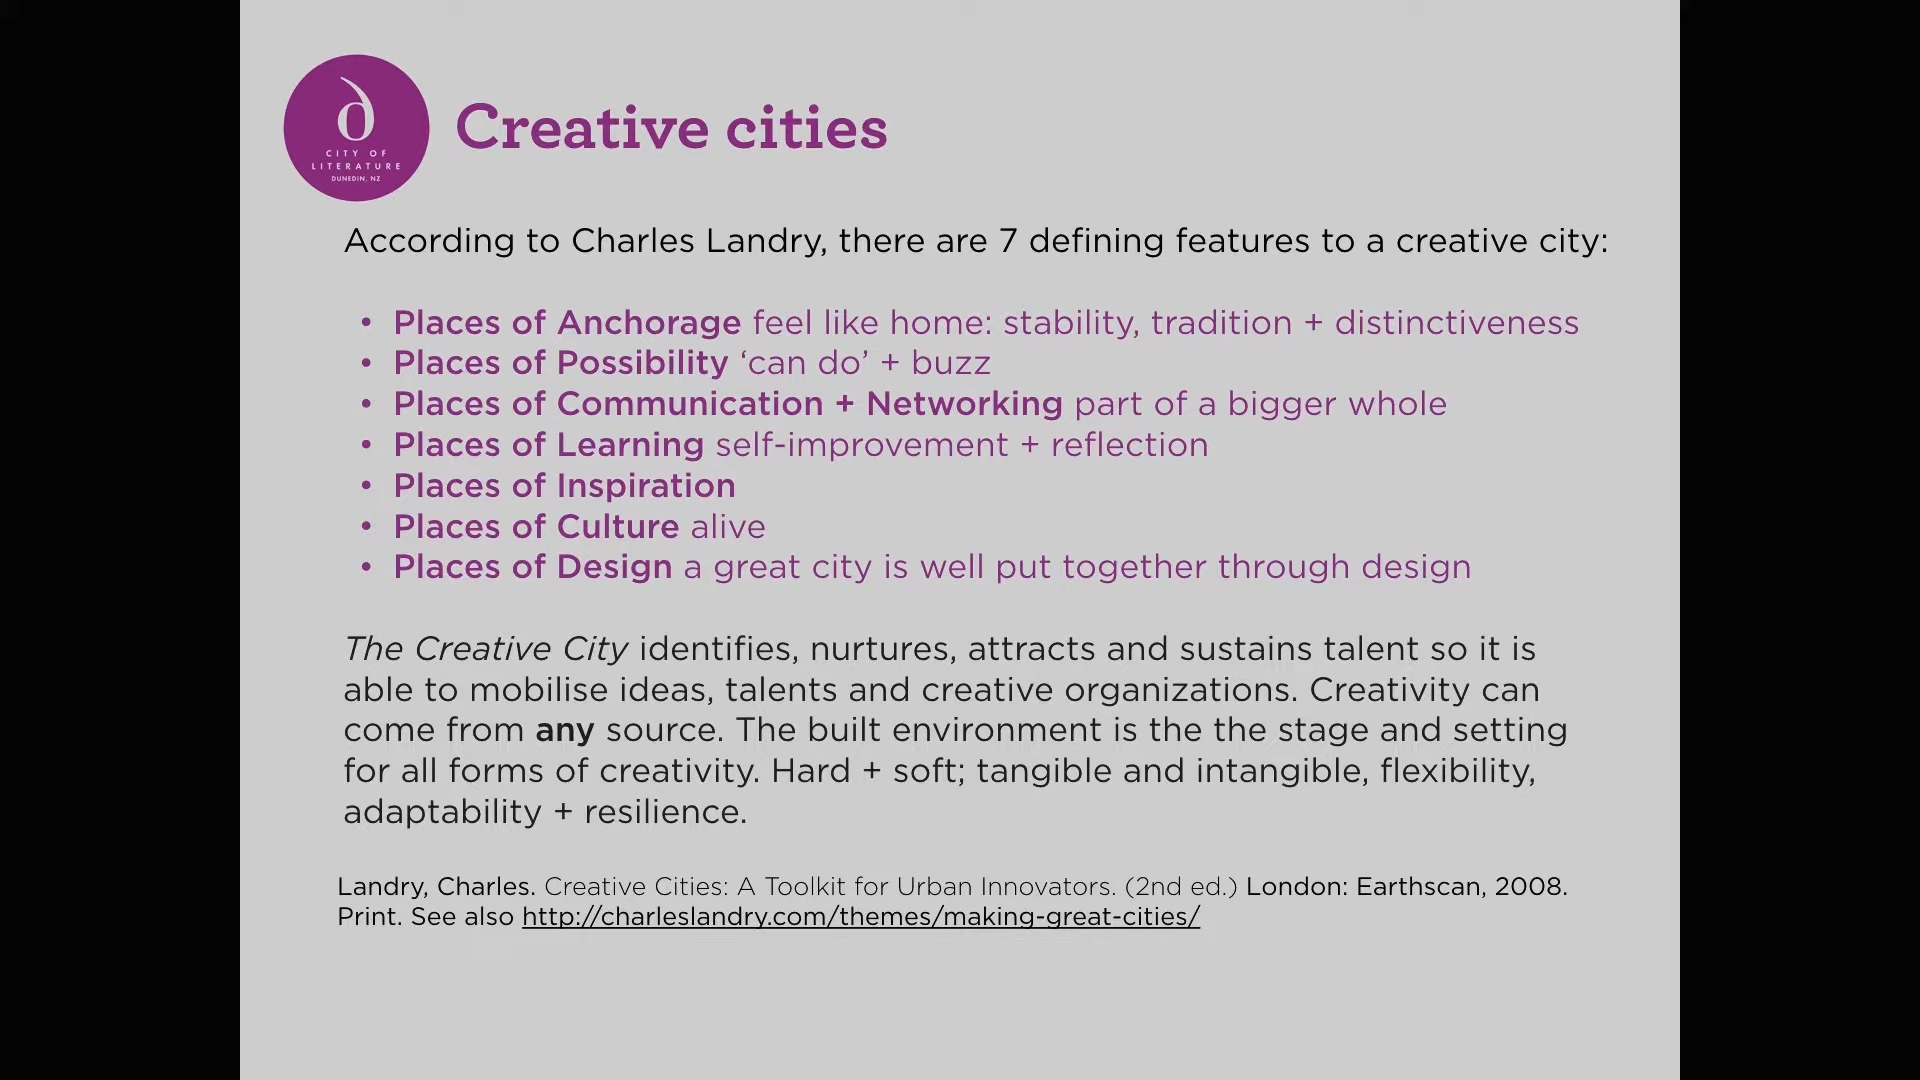 CITY OF
LITERATURE
DUNEDIN, NZ
Creative cities
According to Charles Landry, there are 7 defining features to a creative city:
• Places of Anchorage feel like home: stability, tradition + distinctiveness
• Places of Possibility ‘can do’ + buzz
• Places of Communication + Networking part of a bigger whole
• Places of Learning self-improvement + reflection
• Places of Inspiration
• Places of Culture alive
• Places of Design a great city is well put together through design
The Creative City identifies, nurtures, attracts and sustains talent so it is
able to mobilise ideas, talents and creative organizations. Creativity can
come from any source. The built environment is the the stage and setting
for all forms of creativity. Hard + soft; tangible and intangible, flexibility,
adaptability + resilience.
Landry, Charles. Creative Cities: A Toolkit for Urban Innovators. (2nd ed.) London: Earthscan, 2008.
Print. See also http://charleslandry.com/themes/making-great-cities/